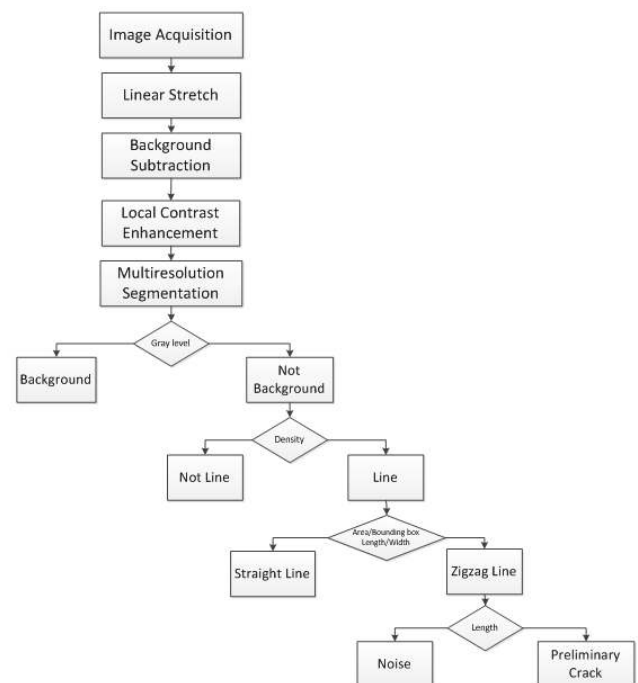 Image Acquisition
Linear Stretch
Background
Subtraction
Local Contrast
Enhancement
Multiresolution
Segmentation
Gray level
Background
Not
Background
Density
Not Line
Line
Area/Bounding box
Length/Width
Straight Line
Zigzag Line
Length
Noise
Preliminary
Crack